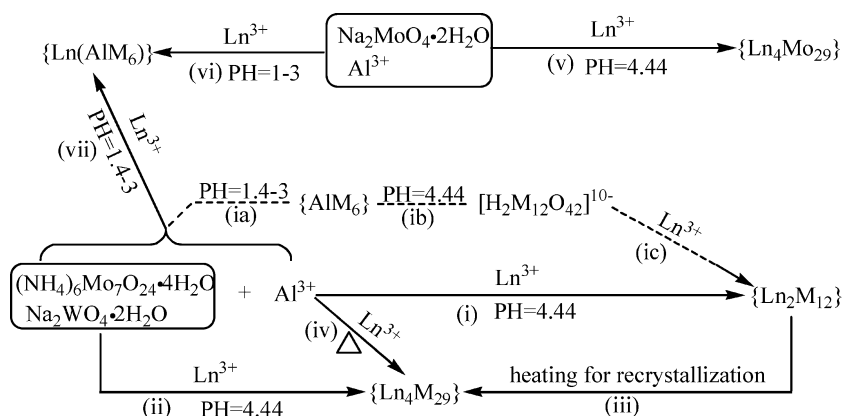 Ln³⁺ Na₂MoO₄•2H₂O Ln³⁺
{Ln(AlM₆)} Al³⁺ {Ln₄Mo₂₉}
(vi) PH=1-3 (v) PH=4.44
Ln³⁺
(vii) PH=1.4-3
PH=1.4-3 {AlM₆} PH=4.44 [H₂M₁₂O₄₂]¹⁰⁻
(ia) (ib)
Ln³⁺
(ic)
(NH₄)₆Mo₇O₂₄•4H₂O + Al³⁺ Ln³⁺ {Ln₂M₁₂}
Na₂WO₄•2H₂O (i) PH=4.44
(iv) Ln³⁺
△
Ln³⁺ {Ln₄M₂₉} heating for recrystallization
(ii) PH=4.44 (iii)